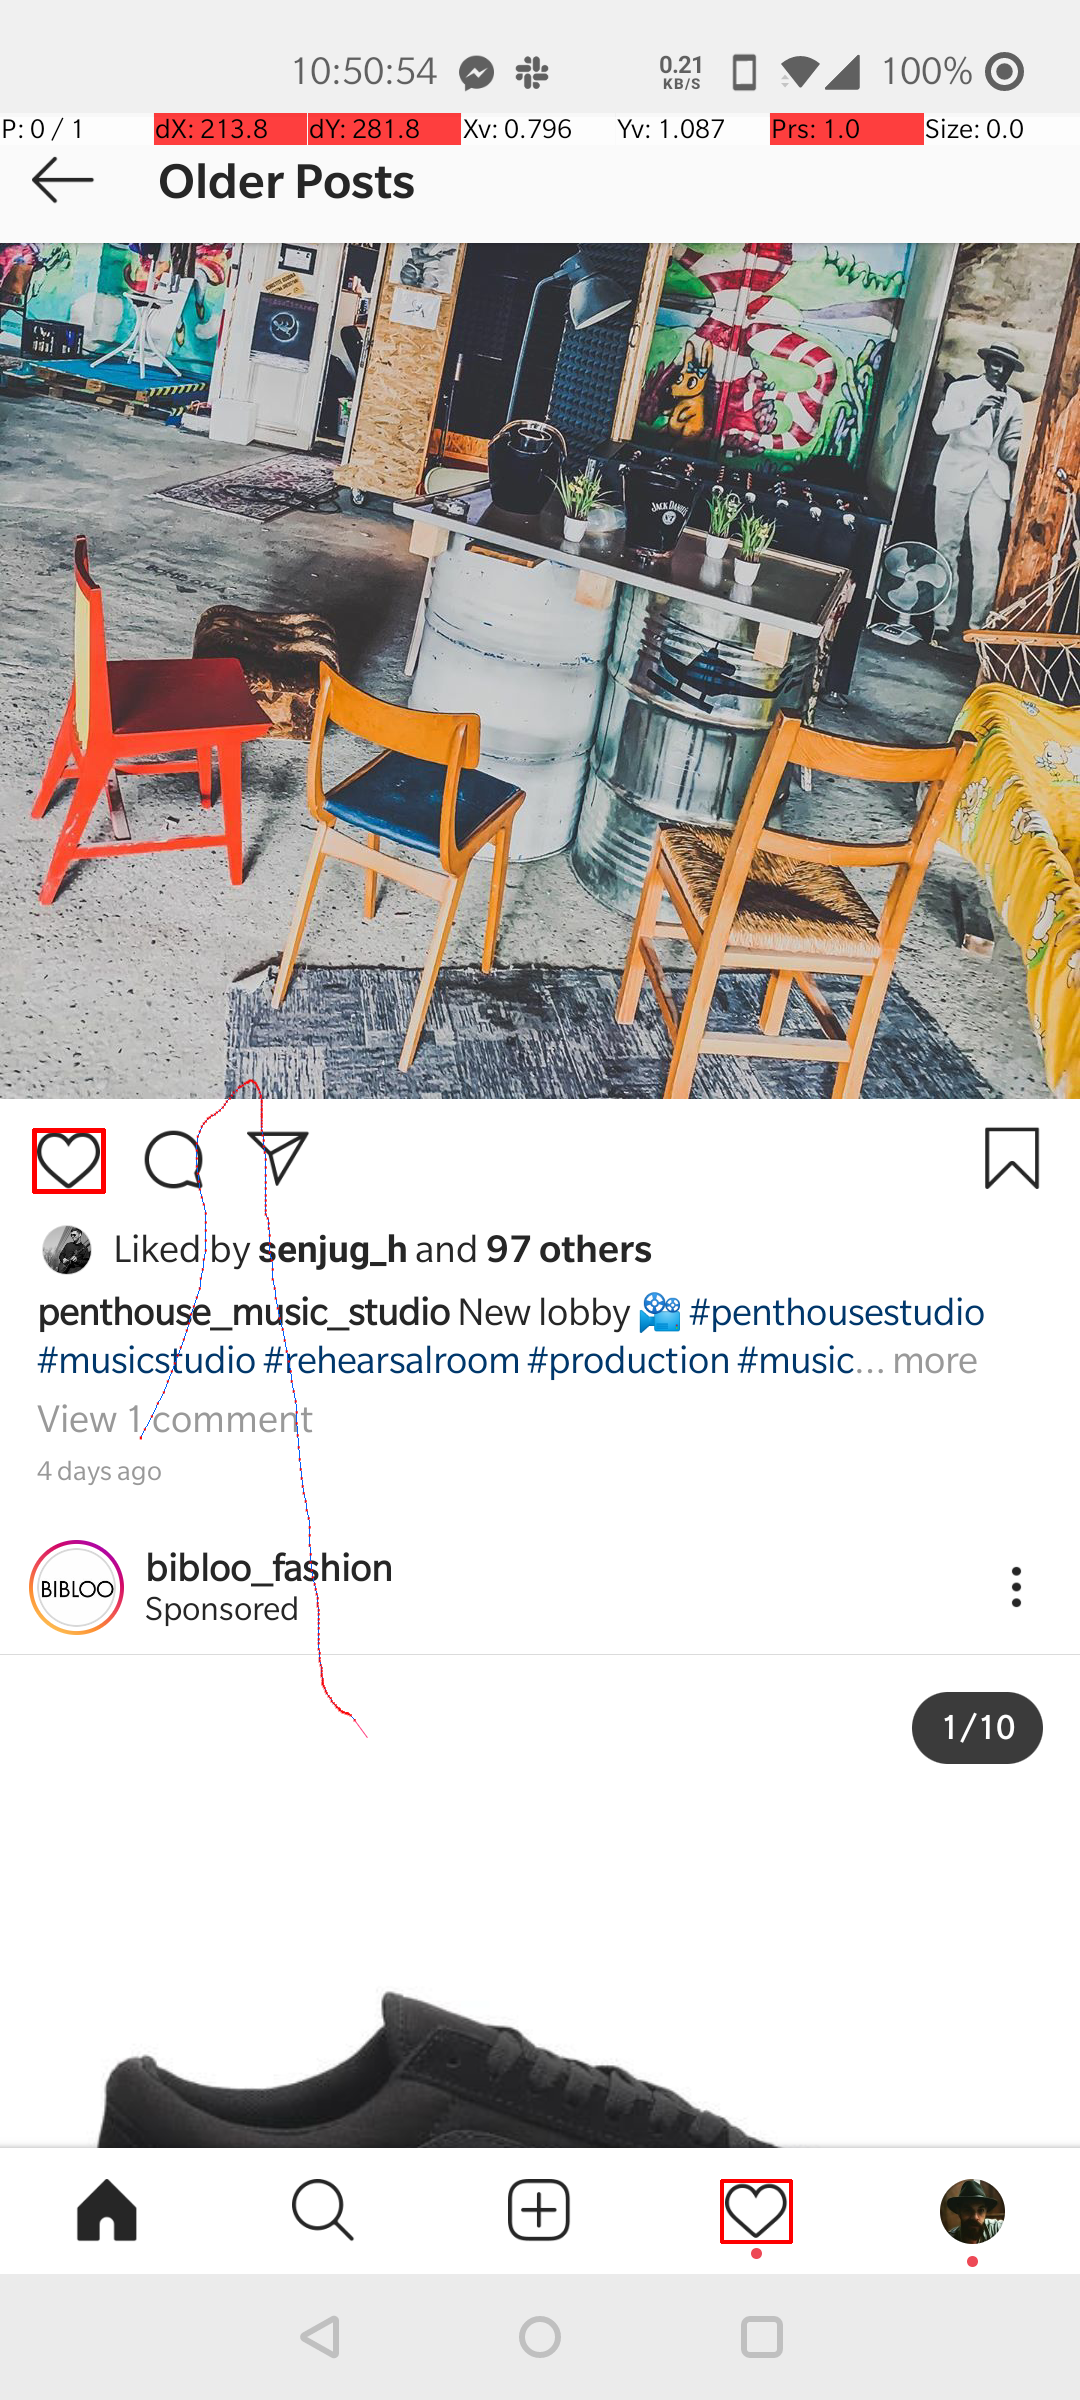 10:50:54 0.21 KB/S 100%
P: 0 / 1 dX: 213.8 dY: 281.8 Xv: 0.796 Yv: 1.087 Prs: 1.0 Size: 0.0
Older Posts
JACK DANIEL'S
Liked by senjug_h and 97 others
penthouse_music_studio New lobby 🎥 #penthousestudio
#musicstudio #rehearsalroom #production #music... more
View 1 comment
4 days ago
BIBLOO
bibloo_fashion
Sponsored
1/10